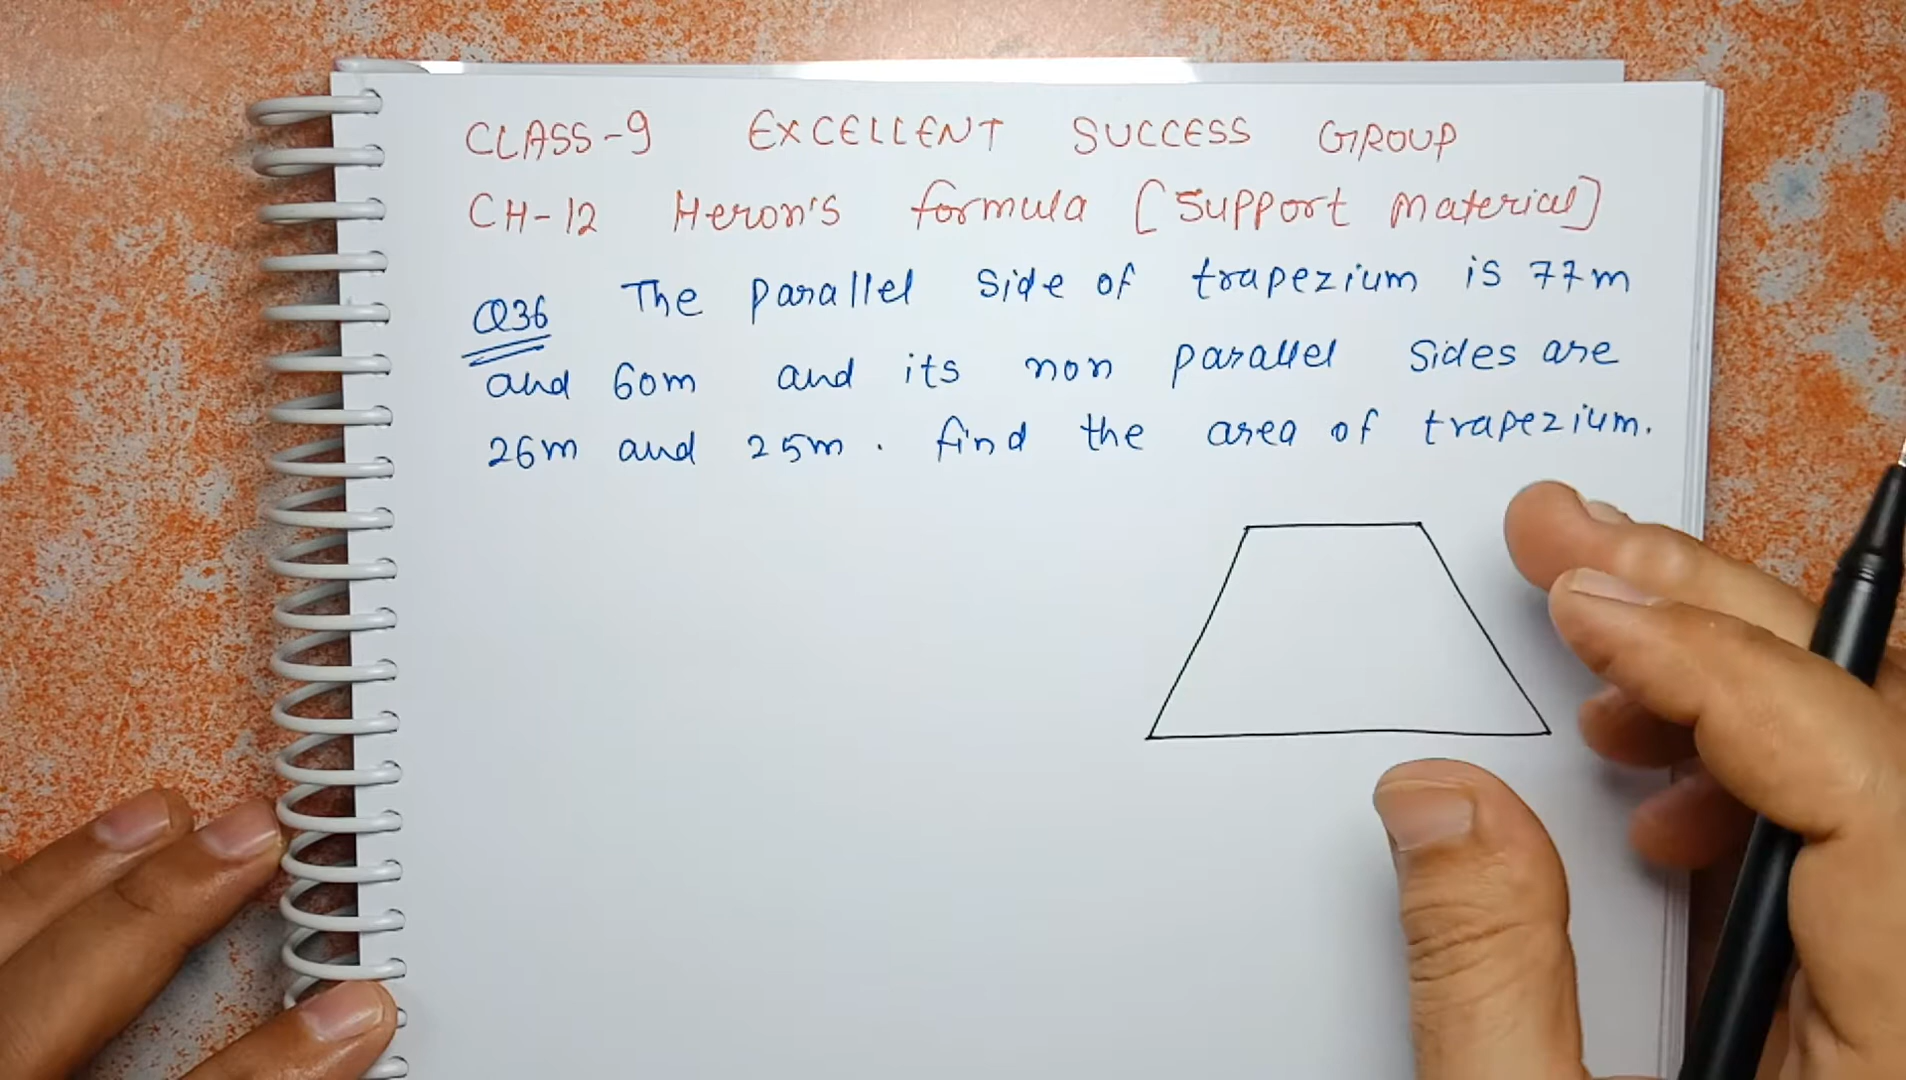 CLASS-9 EXCELLENT SUCCESS GROUP
CH-12 Heron's formula [Support Material]
Q36 The parallel side of trapezium is 77m
and 60m and its non parallel sides are
26m and 25m. find the area of trapezium.